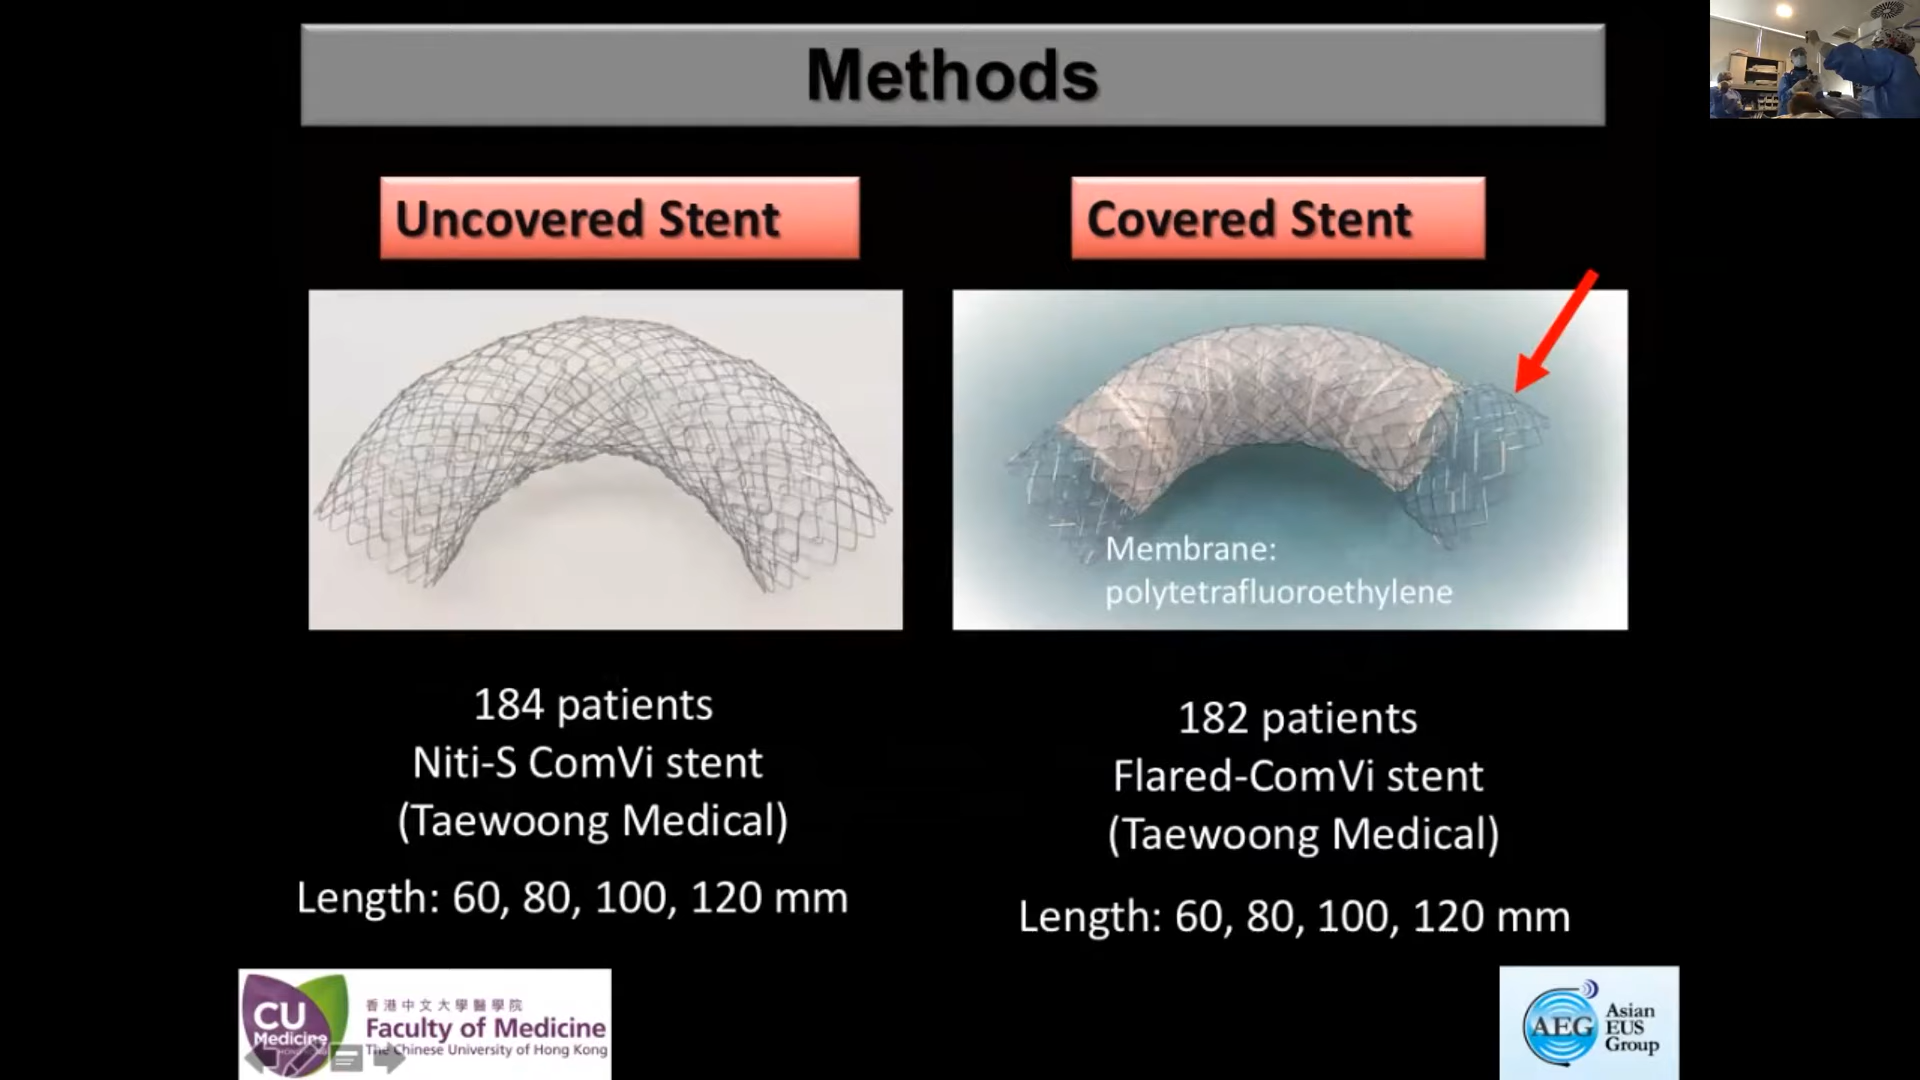 Methods
Uncovered Stent
Covered Stent
Membrane:
polytetrafluoroethylene
184 patients
Niti-S ComVi stent
(Taewoong Medical)
Length: 60, 80, 100, 120 mm
182 patients
Flared-ComVi stent
(Taewoong Medical)
Length: 60, 80, 100, 120 mm
CU
Medicine
HONG KONG
香港中文大學醫學院
Faculty of Medicine
The Chinese University of Hong Kong
AEG
Asian
EUS
Group